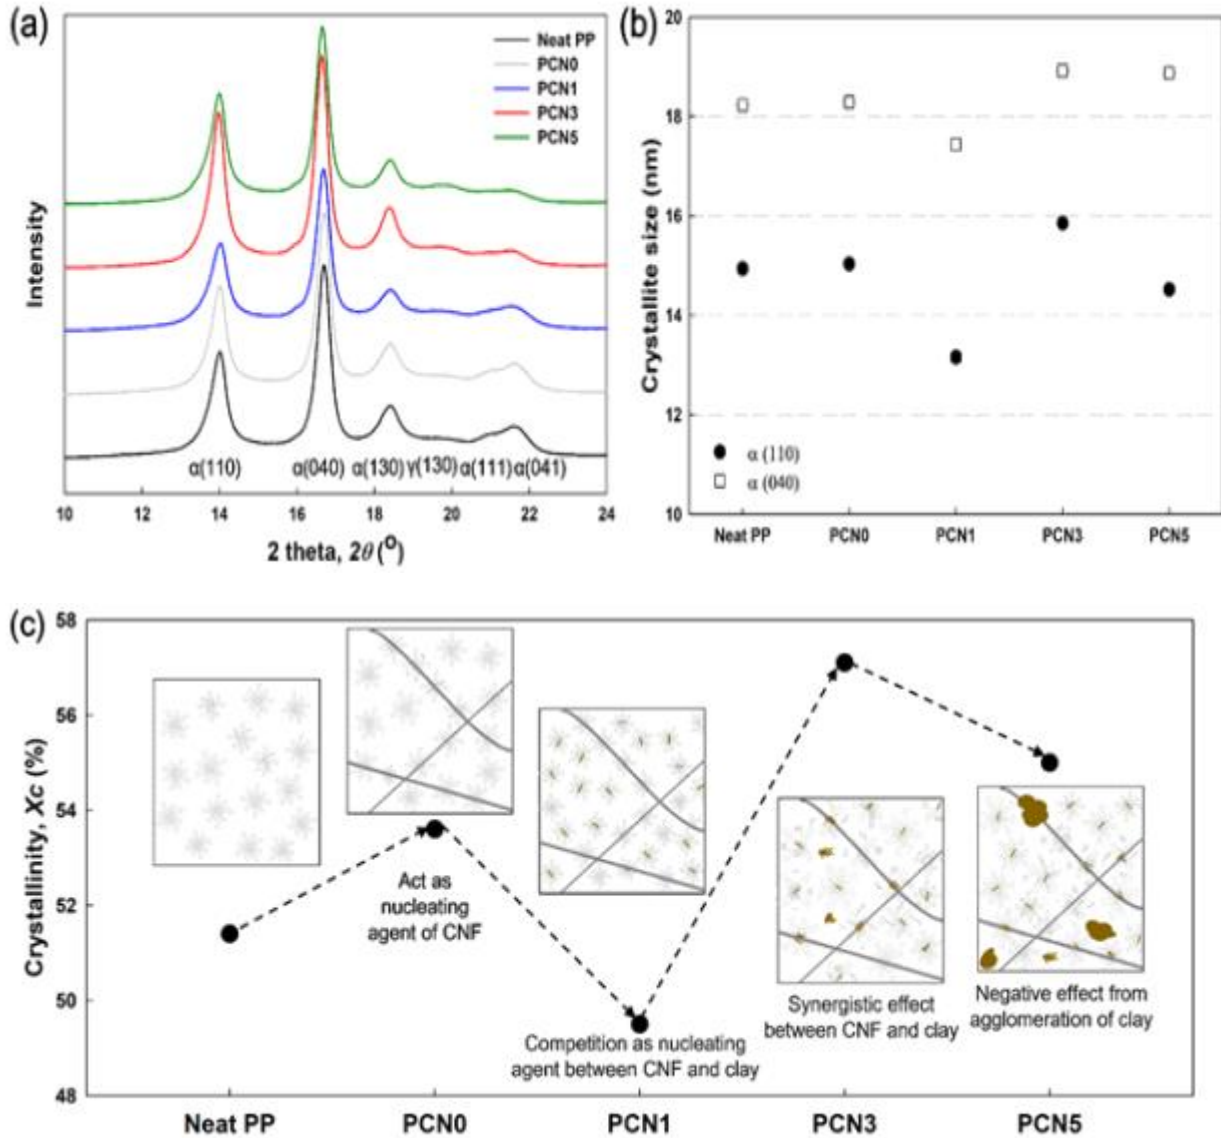 (a)
Neat PP
PCN0
PCN1
PCN3
PCN5
Intensity
α(110) α(040) α(130) γ(130) α(111) α(041)
10 12 14 16 18 20 22 24
2 theta, 2θ (°)
(b)
20
18
16
14
12
10
Crystallite size (nm)
α (110)
α (040)
Neat PP PCN0 PCN1 PCN3 PCN5
(c)
58
56
54
52
50
48
Crystallinity, Xc (%)
Act as
nucleating
agent of CNF
Competition as nucleating
agent between CNF and clay
Synergistic effect
between CNF and clay
Negative effect from
agglomeration of clay
Neat PP PCN0 PCN1 PCN3 PCN5